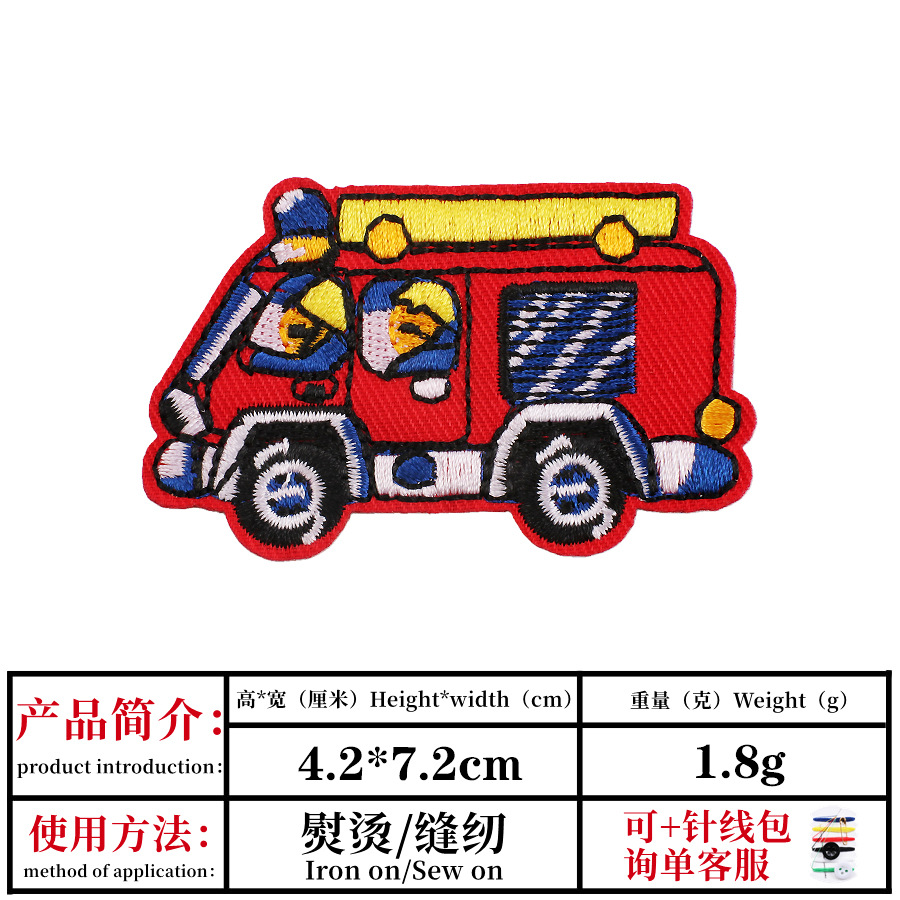 产品简介：
product introduction：
高*宽（厘米）Height*width（cm）
4.2*7.2cm
重量（克）Weight（g）
1.8g
使用方法：
method of application：
熨烫/缝纫
Iron on/Sew on
可+针线包
询单客服